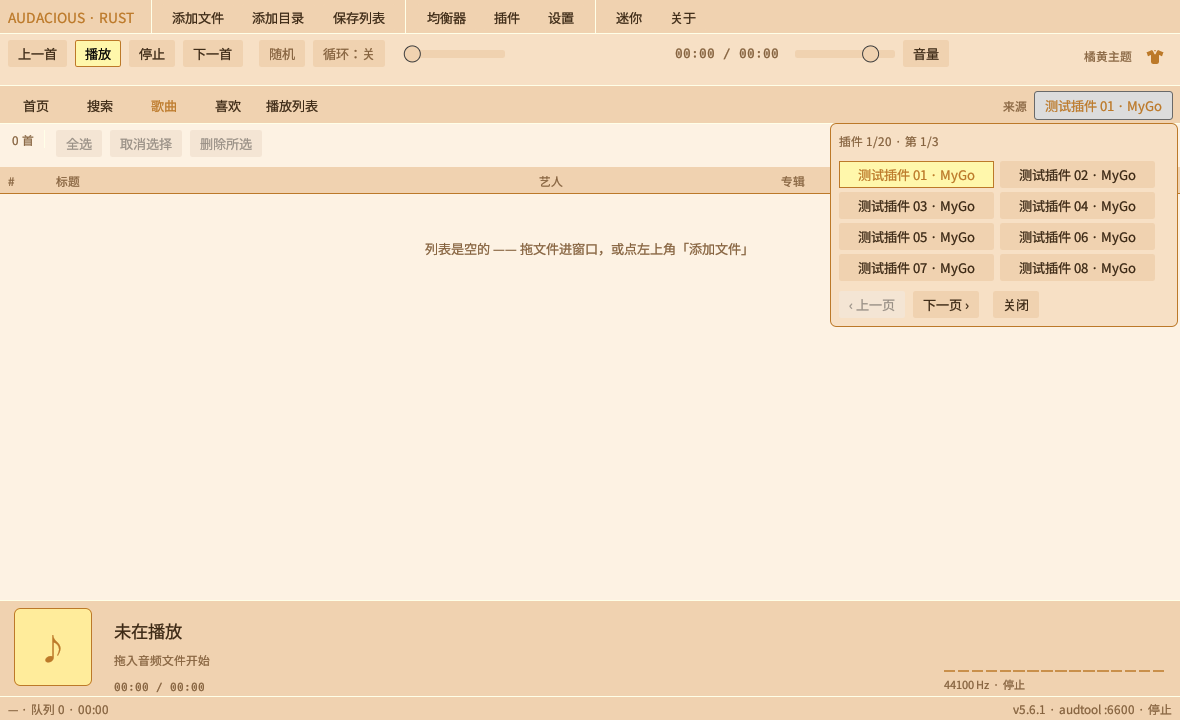 AUDACIOUS · RUST 添加文件 添加目录 保存列表 均衡器 插件 设置 迷你 关于
上一首 播放 停止 下一首 随机 循环：关 00:00 / 00:00 音量 橘黄主题
首页 搜索 歌曲 喜欢 播放列表 来源 测试插件 01 · MyGo
0 首 全选 取消选择 删除所选
# 标题 艺人 专辑
列表是空的 —— 拖文件进窗口，或点左上角「添加文件」
插件 1/20 · 第 1/3
测试插件 01 · MyGo 测试插件 02 · MyGo
测试插件 03 · MyGo 测试插件 04 · MyGo
测试插件 05 · MyGo 测试插件 06 · MyGo
测试插件 07 · MyGo 测试插件 08 · MyGo
‹ 上一页 下一页 › 关闭
未在播放
拖入音频文件开始
00:00 / 00:00
44100 Hz · 停止
— · 队列 0 · 00:00 v5.6.1 · audtool :6600 · 停止